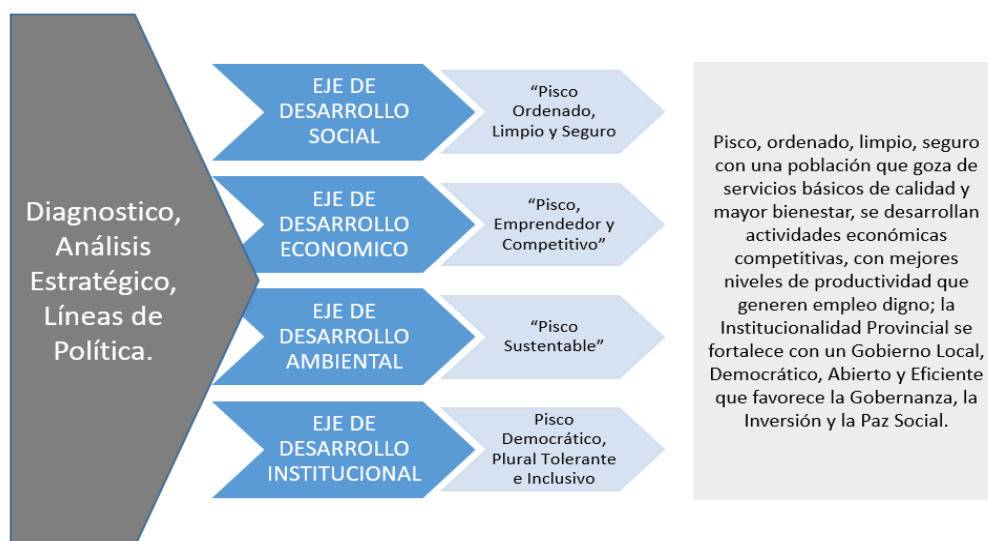 Diagnostico,
Análisis
Estratégico,
Líneas de
Política.
EJE DE
DESARROLLO
SOCIAL
“Pisco
Ordenado,
Limpio y Seguro
EJE DE
DESARROLLO
ECONOMICO
“Pisco,
Emprendedor y
Competitivo”
EJE DE
DESARROLLO
AMBIENTAL
“Pisco
Sustentable”
EJE DE
DESARROLLO
INSTITUCIONAL
Pisco
Democrático,
Plural Tolerante
e Inclusivo
Pisco, ordenado, limpio, seguro
con una población que goza de
servicios básicos de calidad y
mayor bienestar, se desarrollan
actividades económicas
competitivas, con mejores
niveles de productividad que
generen empleo digno; la
Institucionalidad Provincial se
fortalece con un Gobierno Local,
Democrático, Abierto y Eficiente
que favorece la Gobernanza, la
Inversión y la Paz Social.